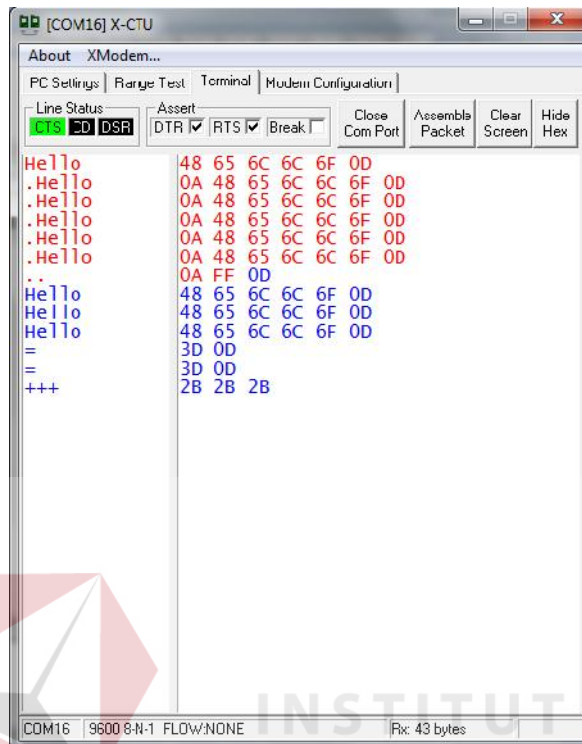 [COM16] X-CTU
About XModem...
PC Settings Range Test Terminal Modem Configuration
Line Status Assert
CTS CD DSR DTR RTS Break Close Com Port Assemble Packet Clear Screen Hide Hex
Hello 48 65 6C 6C 6F 0D
.Hello 0A 48 65 6C 6C 6F 0D
.Hello 0A 48 65 6C 6C 6F 0D
.Hello 0A 48 65 6C 6C 6F 0D
.Hello 0A 48 65 6C 6C 6F 0D
.Hello 0A 48 65 6C 6C 6F 0D
.. 0A FF 0D
Hello 48 65 6C 6C 6F 0D
Hello 48 65 6C 6C 6F 0D
Hello 48 65 6C 6C 6F 0D
= 3D 0D
= 3D 0D
+++ 2B 2B 2B
INSTITUT
COM16 9600 8-N-1 FLOW:NONE Rx: 43 bytes